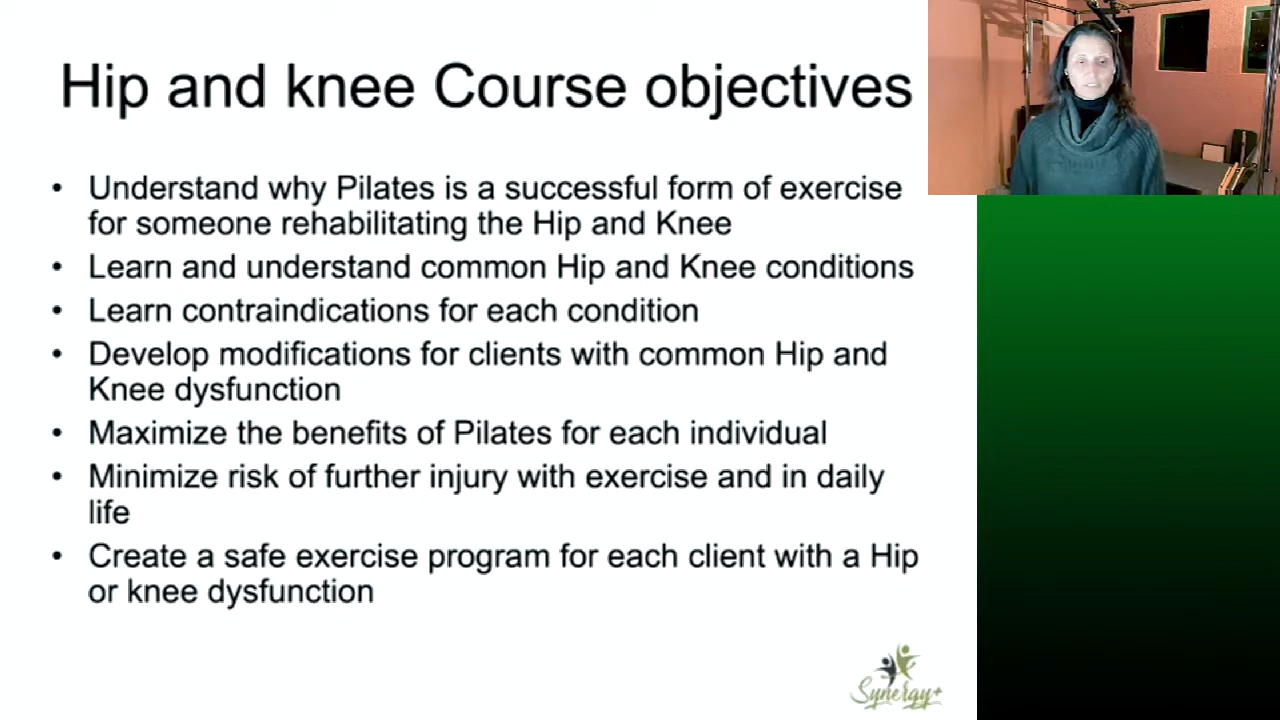 Hip and knee Course objectives
• Understand why Pilates is a successful form of exercise
for someone rehabilitating the Hip and Knee
• Learn and understand common Hip and Knee conditions
• Learn contraindications for each condition
• Develop modifications for clients with common Hip and
Knee dysfunction
• Maximize the benefits of Pilates for each individual
• Minimize risk of further injury with exercise and in daily
life
• Create a safe exercise program for each client with a Hip
or knee dysfunction
Synergy+